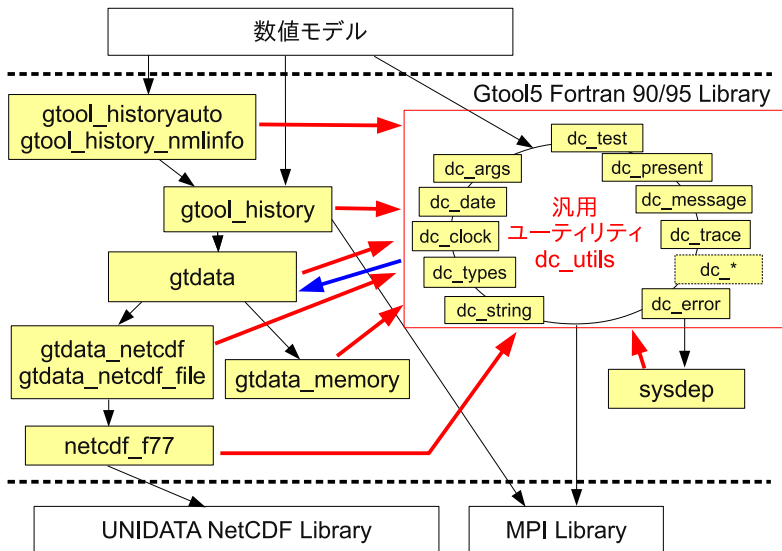 数値モデル
Gtool5 Fortran 90/95 Library
gtool_historyauto
gtool_history_nmlinfo
gtool_history
gtdata
gtdata_netcdf
gtdata_netcdf_file
gtdata_memory
netcdf_f77
dc_test
dc_args
dc_present
dc_date
dc_message
dc_clock
dc_trace
dc_types
dc_*
dc_string
dc_error
汎用
ユーティリティ
dc_utils
sysdep
UNIDATA NetCDF Library
MPI Library